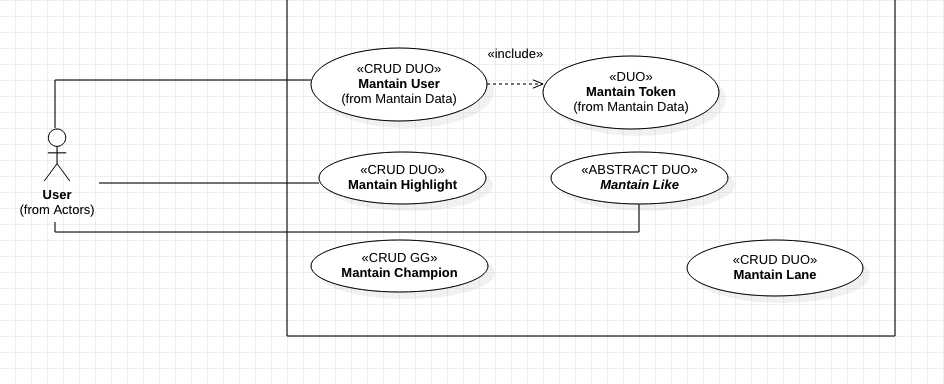 «include»
«CRUD DUO»
Mantain User
(from Mantain Data)
«DUO»
Mantain Token
(from Mantain Data)
User
(from Actors)
«CRUD DUO»
Mantain Highlight
«ABSTRACT DUO»
Mantain Like
«CRUD GG»
Mantain Champion
«CRUD DUO»
Mantain Lane